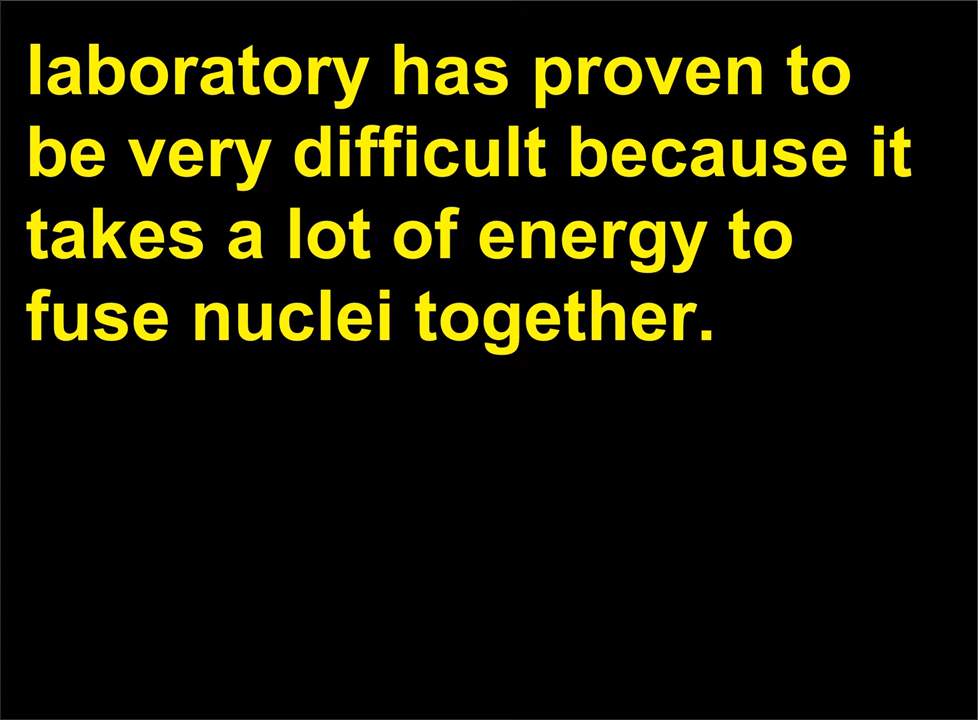 laboratory has proven to
be very difficult because it
takes a lot of energy to
fuse nuclei together.